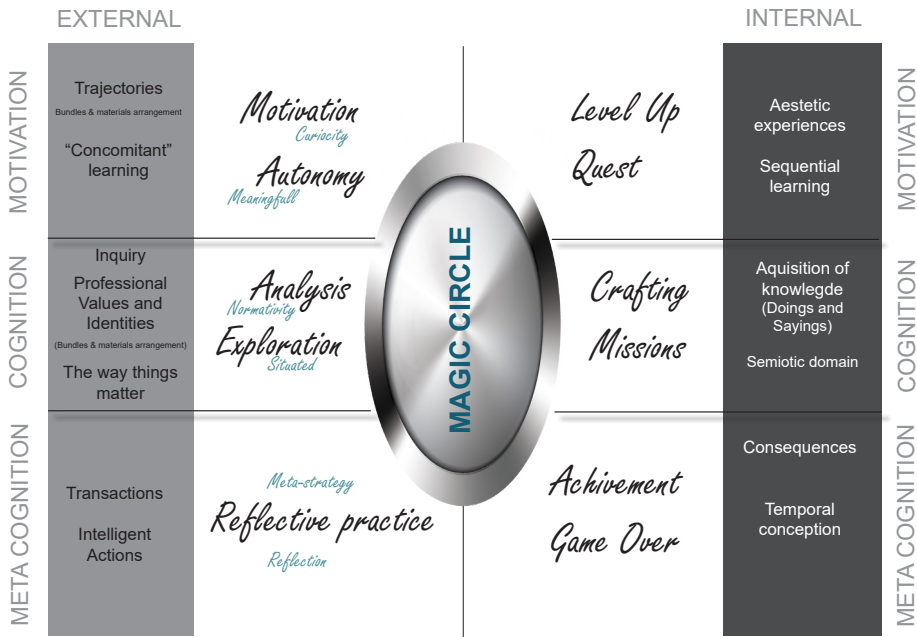 EXTERNAL
INTERNAL
MOTIVATION
Trajectories
Bundles & materials arrangement
“Concomitant”
learning
Motivation
Curiocity
Autonomy
Meaningfull
Level Up
Quest
Aestetic
experiences
Sequential
learning
MOTIVATION
COGNITION
Inquiry
Professional
Values and
Identities
(Bundles & materials arrangement)
The way things
matter
Analysis
Normativity
Exploration
Situated
MAGIC CIRCLE
Crafting
Missions
Aquisition of
knowlegde
(Doings and
Sayings)
Semiotic domain
COGNITION
META COGNITION
Transactions
Intelligent
Actions
Meta-strategy
Reflective practice
Reflection
Achivement
Game Over
Consequences
Temporal
conception
META COGNITION